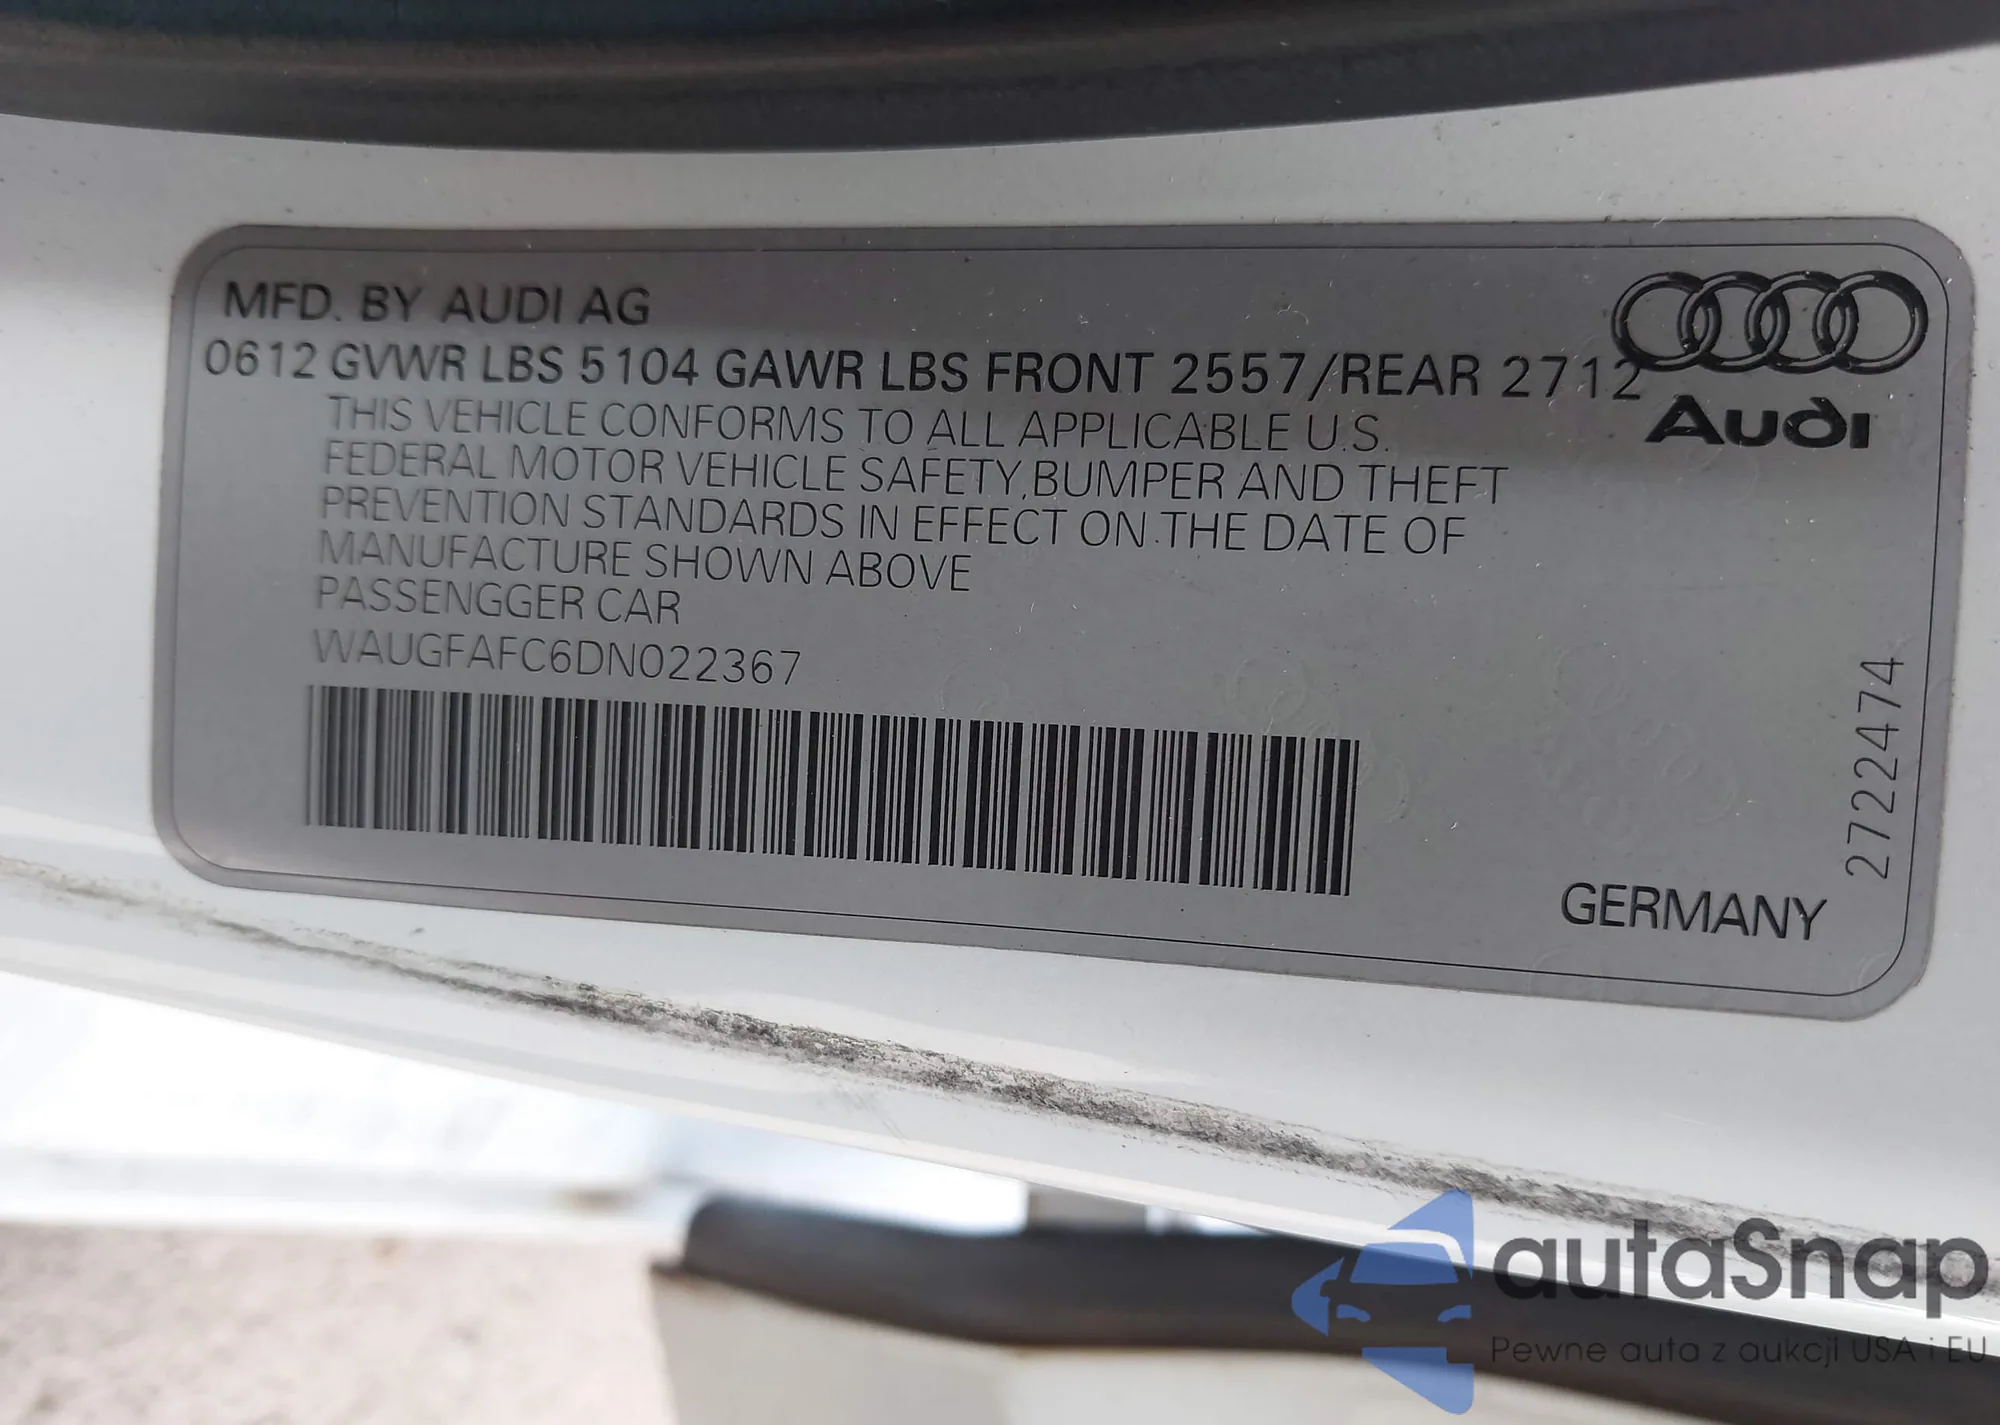 MFD. BY AUDI AG
0612 GVWR LBS 5104 GAWR LBS FRONT 2557/REAR 2712
Audi
THIS VEHICLE CONFORMS TO ALL APPLICABLE U.S.
FEDERAL MOTOR VEHICLE SAFETY,BUMPER AND THEFT
PREVENTION STANDARDS IN EFFECT ON THE DATE OF
MANUFACTURE SHOWN ABOVE
PASSENGGER CAR
WAUGFAFC6DN022367
2722474
GERMANY
autaSnap
Pewne auta z aukcji USA i EU